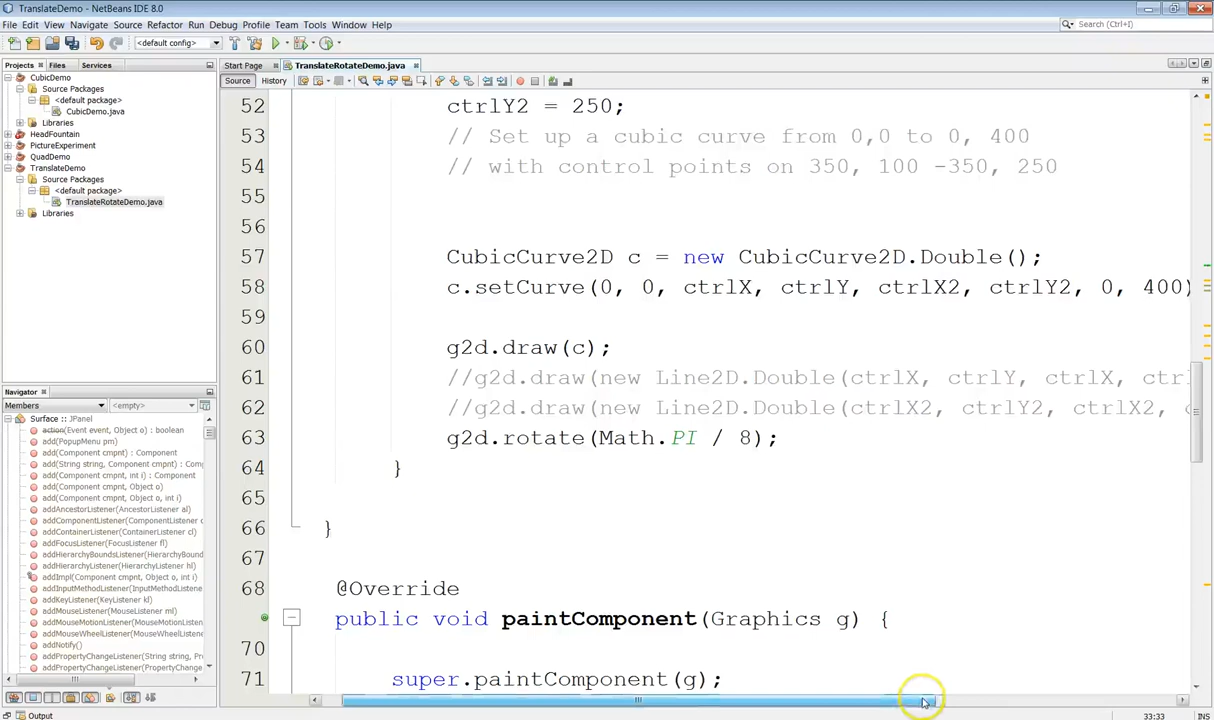 TranslateDemo - NetBeans IDE 8.0
File Edit View Navigate Source Refactor Run Debug Profile Team Tools Window Help
Search (Ctrl+I)
<default config>
Projects Files Services
Start Page TranslateRotateDemo.java
Source History
CubicDemo
Source Packages
<default package>
CubicDemo.java
Libraries
HeadFountain
PictureExperiment
QuadDemo
TranslateDemo
Source Packages
<default package>
TranslateRotateDemo.java
Libraries
52 ctrlY2 = 250;
53 // Set up a cubic curve from 0,0 to 0, 400
54 // with control points on 350, 100 -350, 250
55
56
57 CubicCurve2D c = new CubicCurve2D.Double();
58 c.setCurve(0, 0, ctrlX, ctrlY, ctrlX2, ctrlY2, 0, 400)
59
60 g2d.draw(c);
61 //g2d.draw(new Line2D.Double(ctrlX, ctrlY, ctrlX, ctr
62 //g2d.draw(new Line2D.Double(ctrlX2, ctrlY2, ctrlX2, c
63 g2d.rotate(Math.PI / 8);
64 }
65
66 }
67
68 @Override
public void paintComponent(Graphics g) {
70
71 super.paintComponent(g);
Navigator
Members <empty>
Surface :: JPanel
action(Event event, Object o) : boolean
add(PopupMenu pm)
add(Component cmpnt) : Component
add(String string, Component cmpnt) : Comp
add(Component cmpnt, int i) : Component
add(Component cmpnt, Object o)
add(Component cmpnt, Object o, int i)
addAncestorListener(AncestorListener al)
addComponentListener(ComponentListener c
addContainerListener(ContainerListener cl)
addFocusListener(FocusListener fl)
addHierarchyBoundsListener(HierarchyBounds
addHierarchyListener(HierarchyListener hl)
addImpl(Component cmpnt, Object o, int i)
addInputMethodListener(InputMethodListener
addKeyListener(KeyListener kl)
addMouseListener(MouseListener ml)
addMouseMotionListener(MouseMotionListener
addMouseWheelListener(MouseWheelListener
addNotify()
addPropertyChangeListener(PropertyChange
addPropertyChangeListener(String string, Pro
Output
33:33 INS